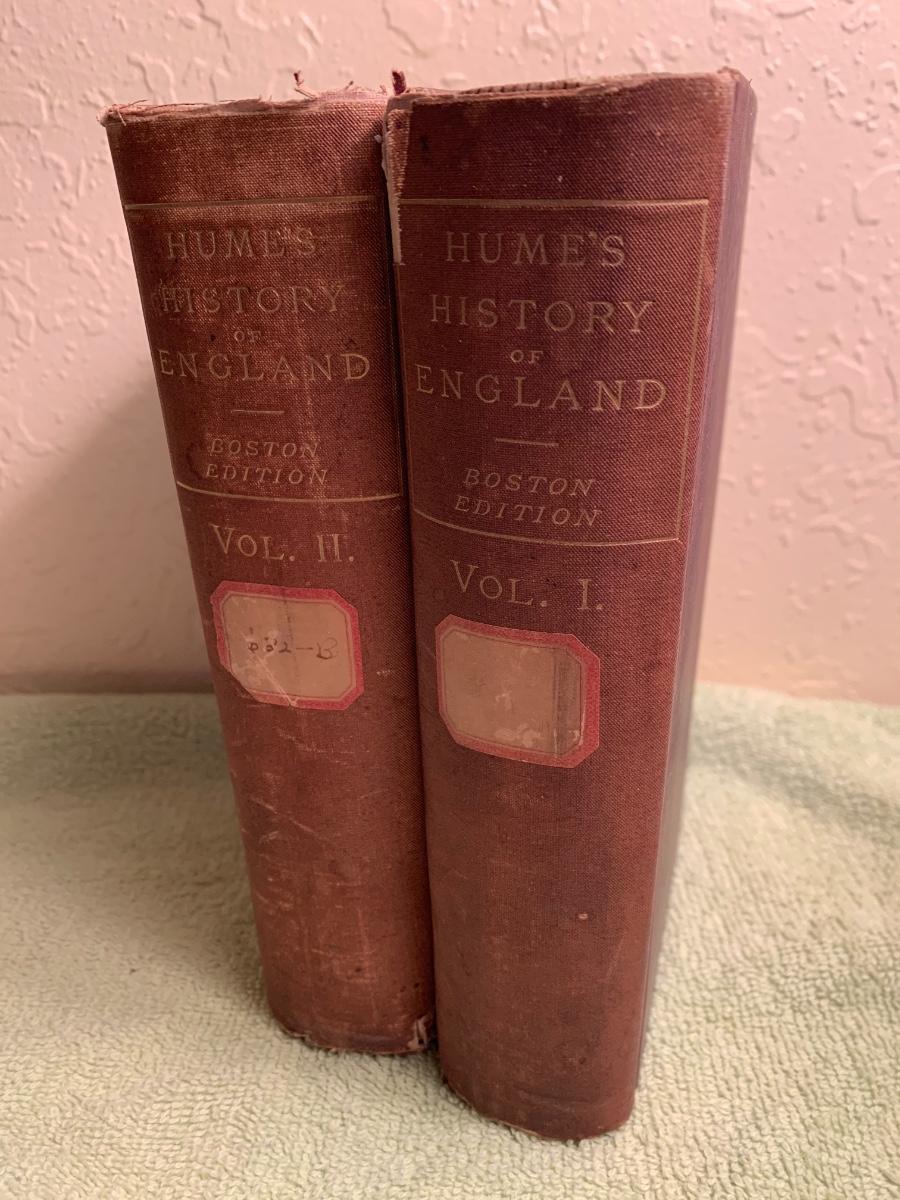 HUME'S
HISTORY
OF
ENGLAND
BOSTON
EDITION
VOL. II.
HUME'S
HISTORY
OF
ENGLAND
BOSTON
EDITION
VOL. I.